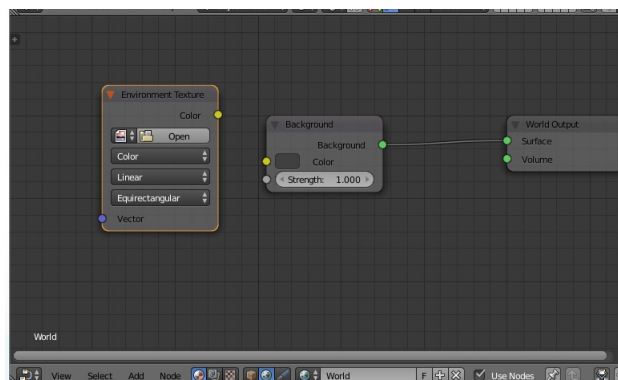 Environment Texture
Color
Open
Color
Linear
Equirectangular
Vector
Background
Background
Color
Strength: 1.000
World Output
Surface
Volume
World
View Select Add Node World F Use Nodes